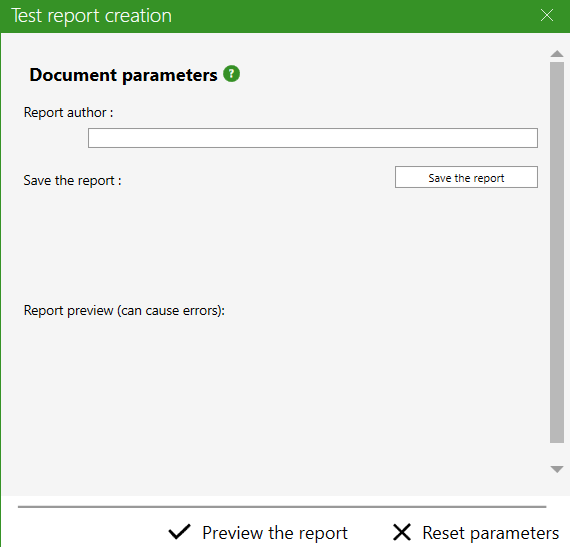 Test report creation
Document parameters ?
Report author :
Save the report :
Save the report
Report preview (can cause errors):
Preview the report
Reset parameters